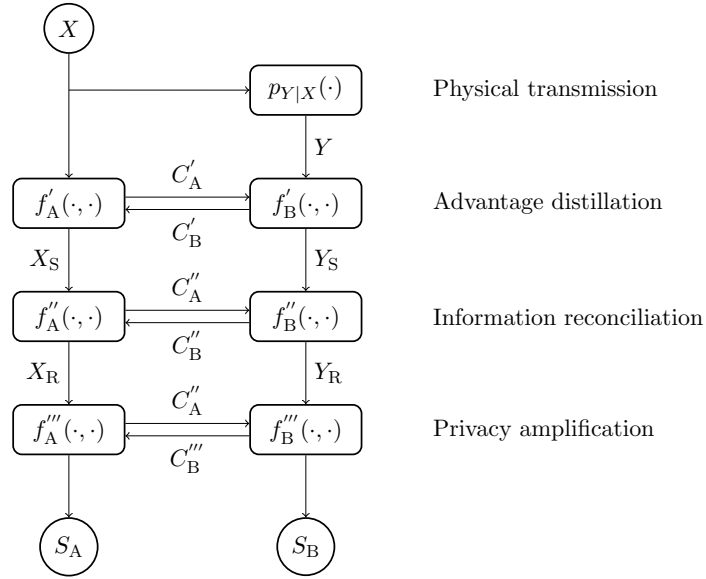 X
p_{Y|X}(·) Physical transmission
Y
C'_A
f'_A(·,·) f'_B(·,·) Advantage distillation
C'_B
X_S Y_S
C''_A
f''_A(·,·) f''_B(·,·) Information reconciliation
C''_B
X_R Y_R
C''_A
f'''_A(·,·) f'''_B(·,·) Privacy amplification
C'''_B
S_A S_B